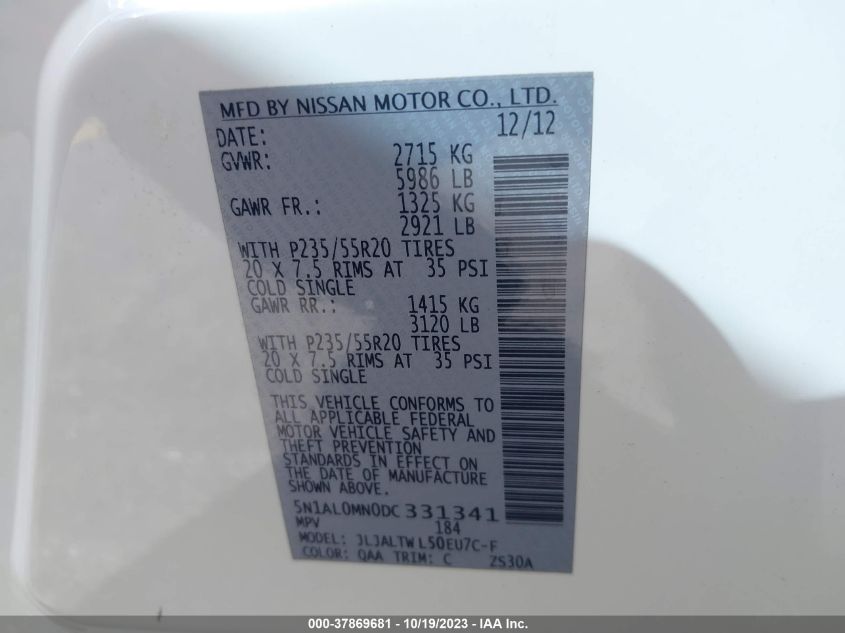 MFD BY NISSAN MOTOR CO., LTD.
DATE: 12/12
GVWR: 2715 KG
5986 LB
GAWR FR.: 1325 KG
2921 LB
WITH P235/55R20 TIRES
20 X 7.5 RIMS AT 35 PSI
COLD SINGLE
GAWR RR.: 1415 KG
3120 LB
WITH P235/55R20 TIRES
20 X 7.5 RIMS AT 35 PSI
COLD SINGLE
THIS VEHICLE CONFORMS TO
ALL APPLICABLE FEDERAL
MOTOR VEHICLE SAFETY AND
THEFT PREVENTION
STANDARDS IN EFFECT ON
THE DATE OF MANUFACTURE
SHOWN ABOVE.
5N1AL0MN0DC331341
MPV 184
MODEL: JLJALTWL50EU7C-F
COLOR: QAA TRIM: C ZS30A
000-37869681 - 10/19/2023 - IAA Inc.